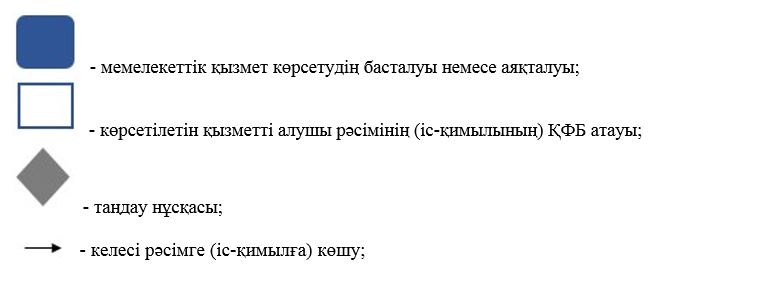 - мемелекеттік қызмет көрсетудің басталуы немесе аяқталуы;
- көрсетілетін қызметті алушы рәсімінің (іс-қимылының) ҚФБ атауы;
- таңдау нұсқасы;
- келесі рәсімге (іс-қимылға) көшу;